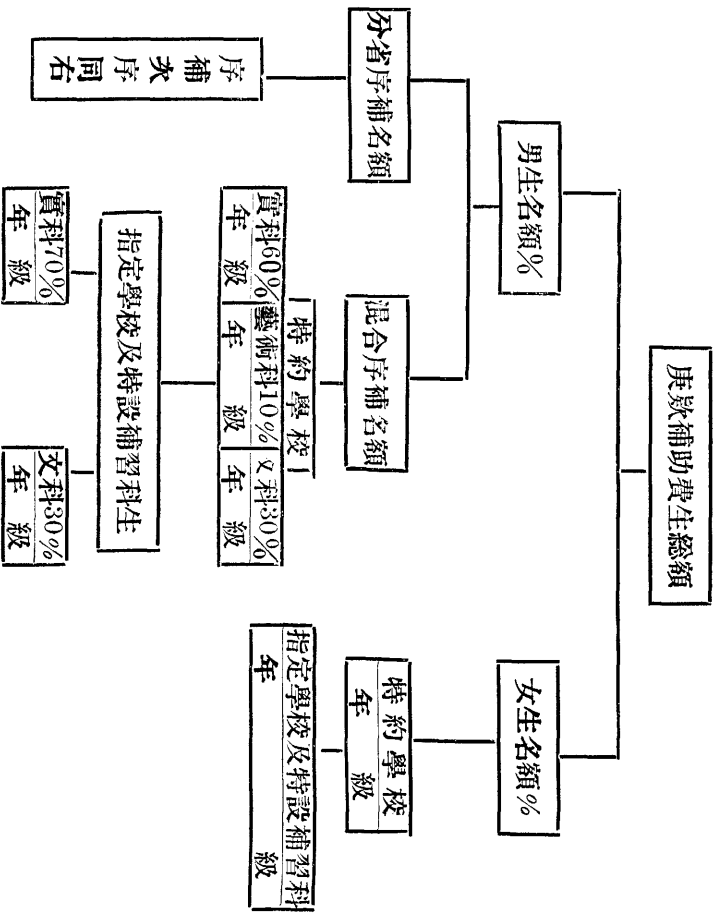 庚欵補助費生總額
男生名額%
女生名額%
分省序補名額
混合序補名額
特約學校
年級
序補次序同右
特約學校
實科60%
年級
藝術科10%
年級
文科30%
年級
指定學校及特設補習科
年級
指定學校及特設補習科生
實科70%
年級
文科30%
年級